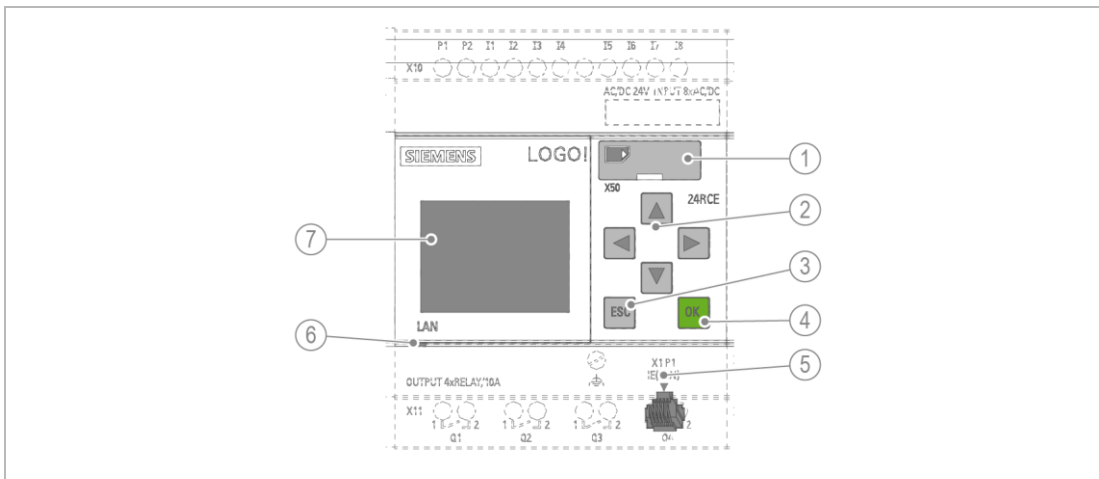 P1 P2 I1 I2 I3 I4 I5 I6 I7 I8
X10
AC/DC 24V INPUT 8xAC/DC
SIEMENS LOGO!
1
X50
24RCE
2
7
3
ESC OK
4
LAN
6
X1 P1
5
OUTPUT 4xRELAY/10A
X11 1 2 1 2 1 2 2
Q1 Q2 Q3 Q4